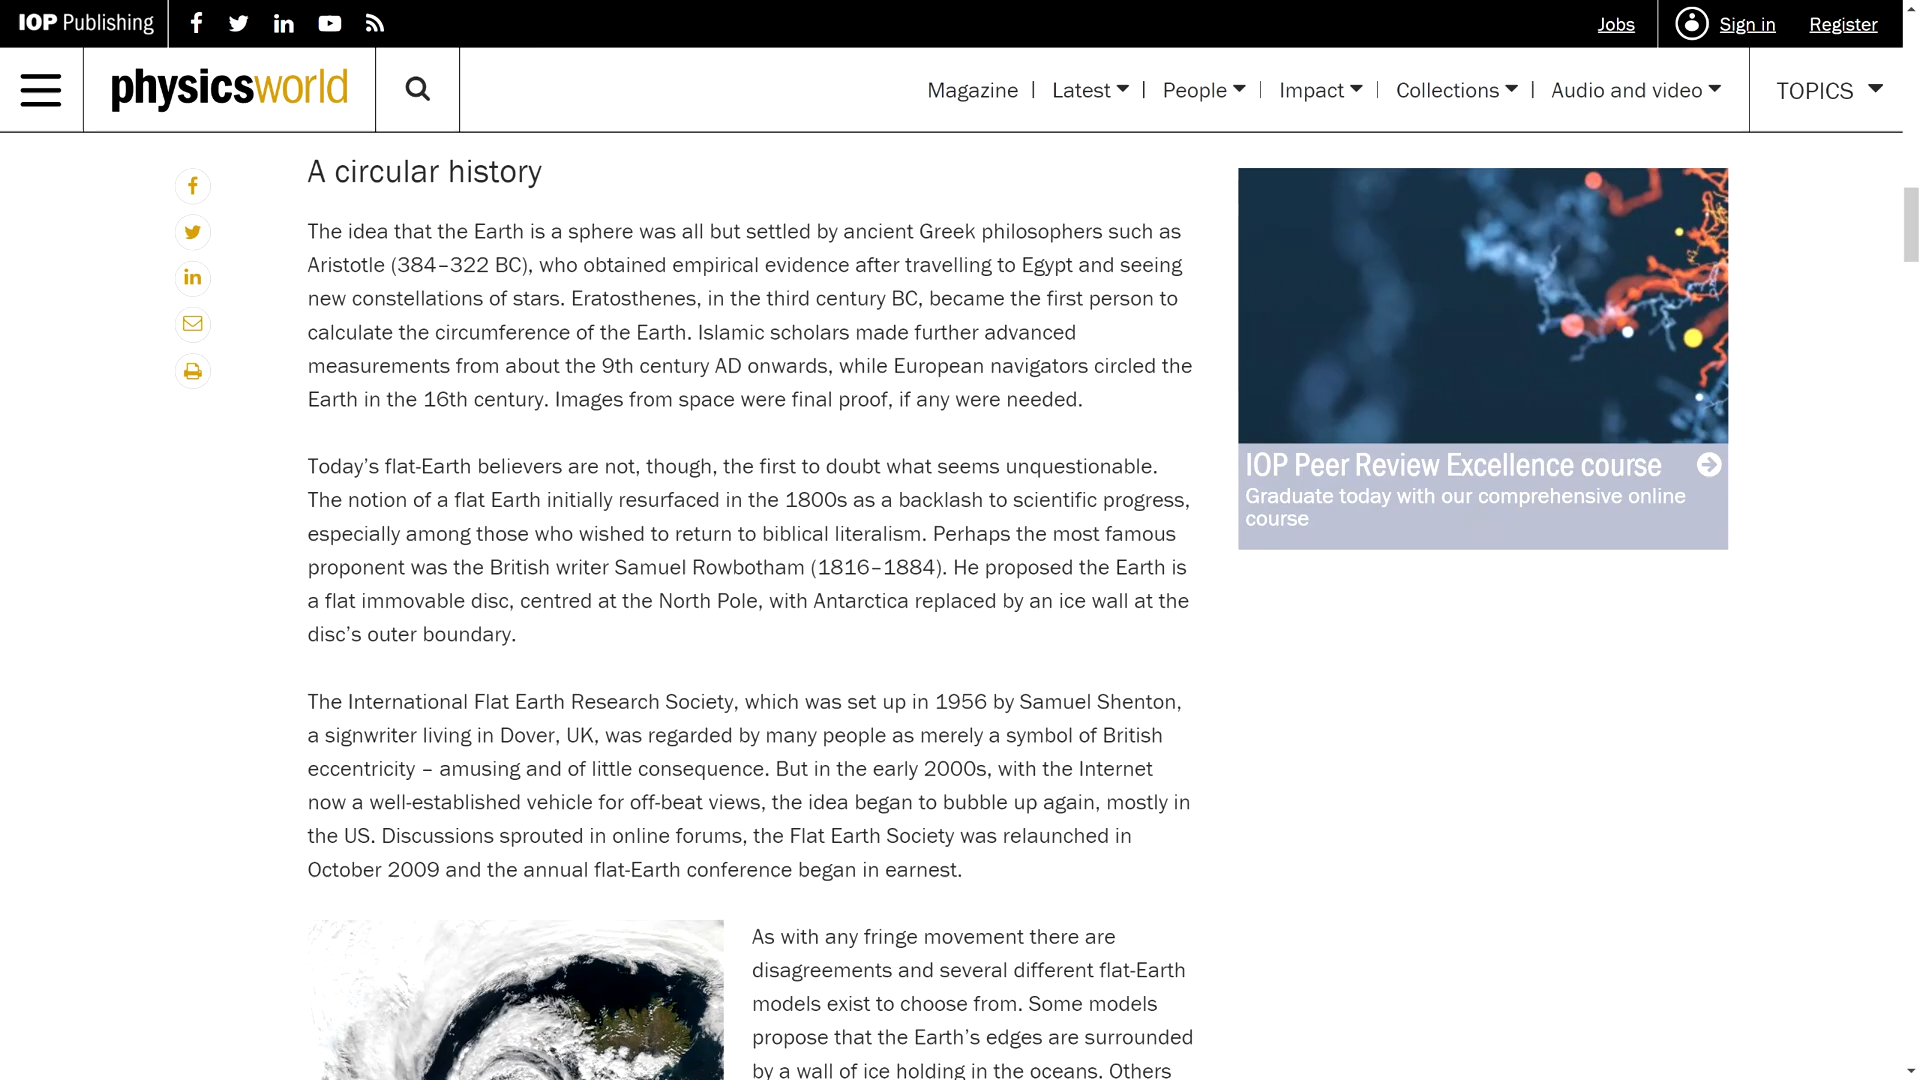 IOP Publishing
Jobs
Sign in
Register
physicsworld
Magazine
Latest
People
Impact
Collections
Audio and video
TOPICS
A circular history
The idea that the Earth is a sphere was all but settled by ancient Greek philosophers such as
Aristotle (384–322 BC), who obtained empirical evidence after travelling to Egypt and seeing
new constellations of stars. Eratosthenes, in the third century BC, became the first person to
calculate the circumference of the Earth. Islamic scholars made further advanced
measurements from about the 9th century AD onwards, while European navigators circled the
Earth in the 16th century. Images from space were final proof, if any were needed.
Today’s flat-Earth believers are not, though, the first to doubt what seems unquestionable.
The notion of a flat Earth initially resurfaced in the 1800s as a backlash to scientific progress,
especially among those who wished to return to biblical literalism. Perhaps the most famous
proponent was the British writer Samuel Rowbotham (1816–1884). He proposed the Earth is
a flat immovable disc, centred at the North Pole, with Antarctica replaced by an ice wall at the
disc’s outer boundary.
The International Flat Earth Research Society, which was set up in 1956 by Samuel Shenton,
a signwriter living in Dover, UK, was regarded by many people as merely a symbol of British
eccentricity – amusing and of little consequence. But in the early 2000s, with the Internet
now a well-established vehicle for off-beat views, the idea began to bubble up again, mostly in
the US. Discussions sprouted in online forums, the Flat Earth Society was relaunched in
October 2009 and the annual flat-Earth conference began in earnest.
As with any fringe movement there are
disagreements and several different flat-Earth
models exist to choose from. Some models
propose that the Earth’s edges are surrounded
by a wall of ice holding in the oceans. Others
IOP Peer Review Excellence course
Graduate today with our comprehensive online
course